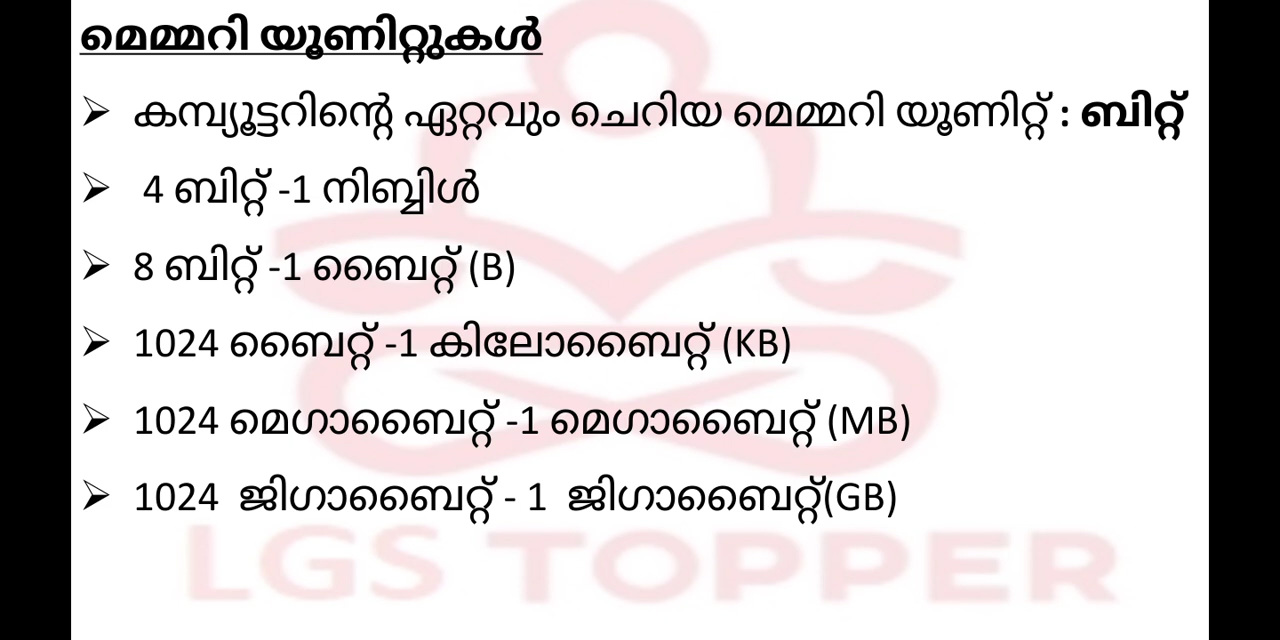 മെമ്മറി യൂണിറ്റുകൾ
➢ കമ്പ്യൂട്ടറിന്റെ ഏറ്റവും ചെറിയ മെമ്മറി യൂണിറ്റ് : ബിറ്റ്
➢ 4 ബിറ്റ് -1 നിബ്ബിൾ
➢ 8 ബിറ്റ് -1 ബൈറ്റ് (B)
➢ 1024 ബൈറ്റ് -1 കിലോബൈറ്റ് (KB)
➢ 1024 മെഗാബൈറ്റ് -1 മെഗാബൈറ്റ് (MB)
➢ 1024 ജിഗാബൈറ്റ് - 1 ജിഗാബൈറ്റ്(GB)
LGS TOPPER